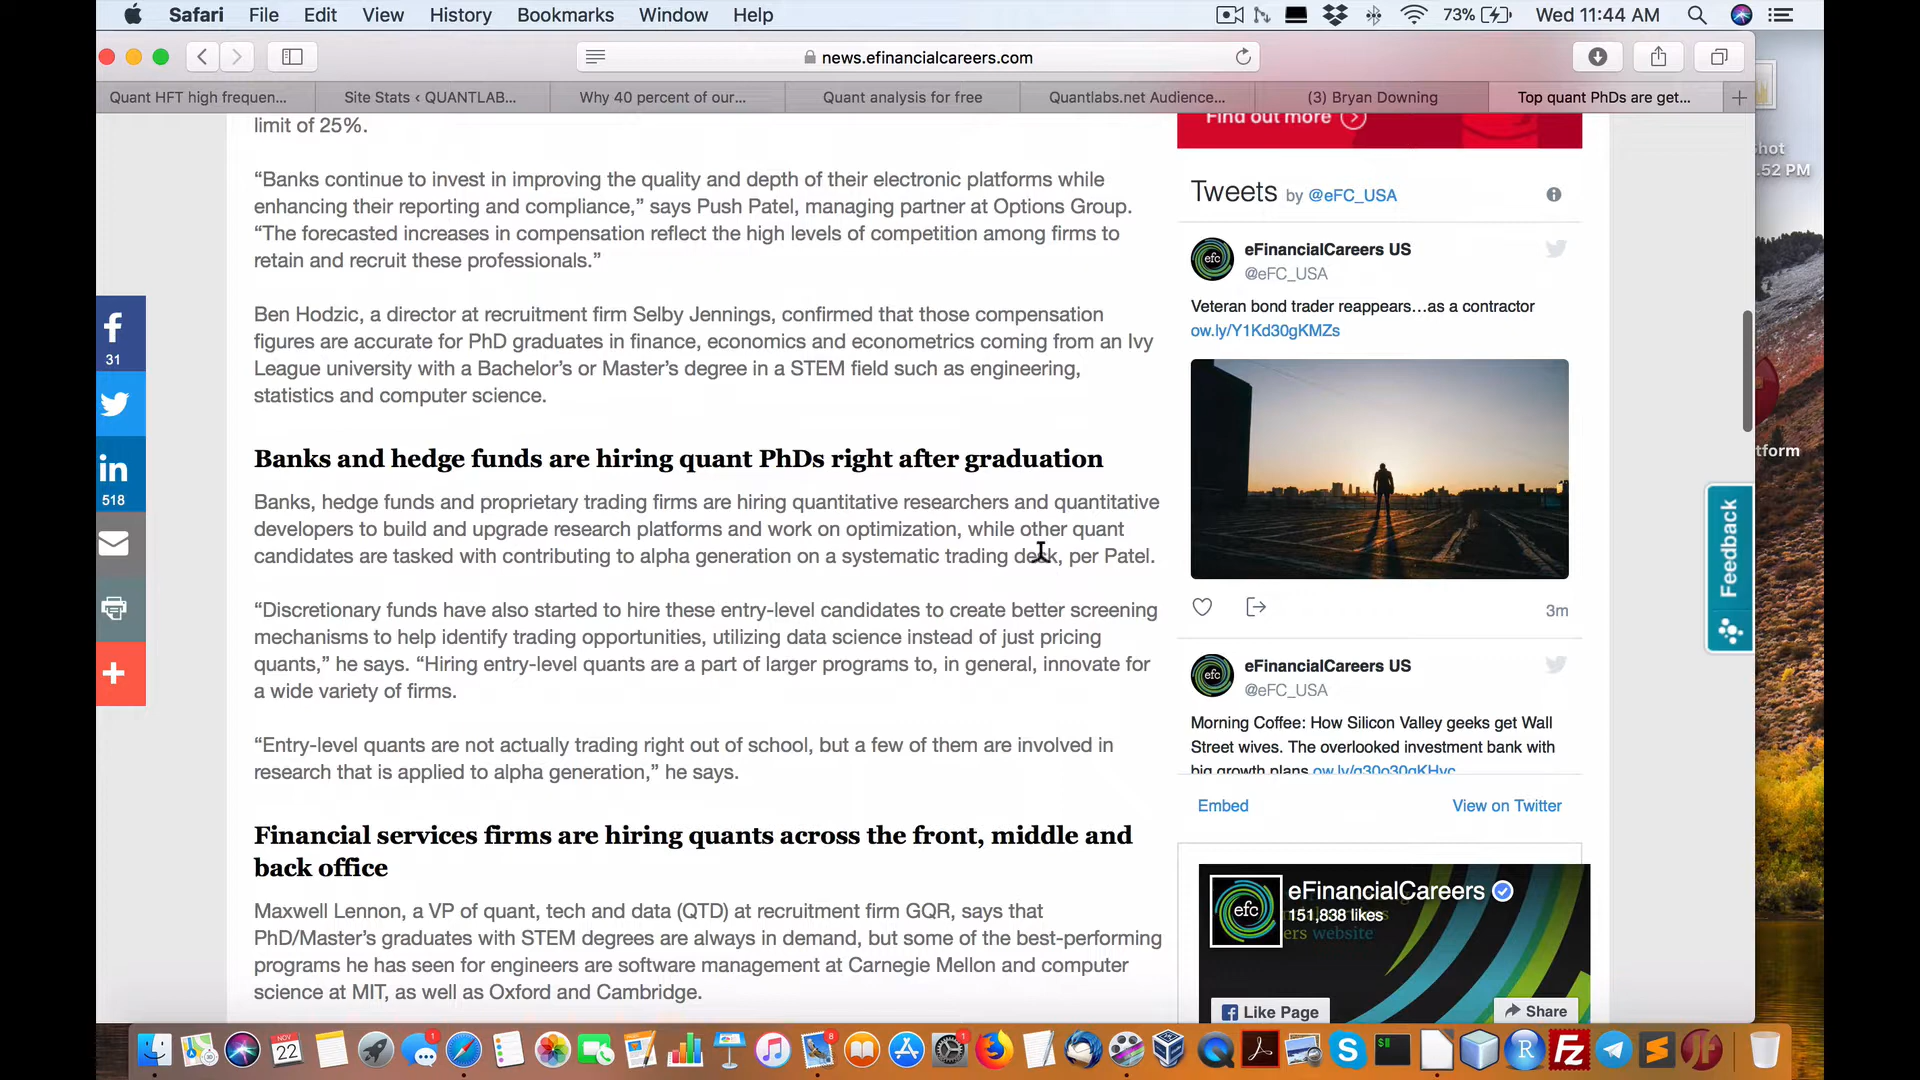 Safari File Edit View History Bookmarks Window Help 73% Wed 11:44 AM
news.efinancialcareers.com
Quant HFT high frequen... Site Stats ‹ QUANTLAB... Why 40 percent of our... Quant analysis for free Quantlabs.net Audience... (3) Bryan Downing Top quant PhDs are get...
limit of 25%.
“Banks continue to invest in improving the quality and depth of their electronic platforms while
enhancing their reporting and compliance,” says Push Patel, managing partner at Options Group.
“The forecasted increases in compensation reflect the high levels of competition among firms to
retain and recruit these professionals.”
Ben Hodzic, a director at recruitment firm Selby Jennings, confirmed that those compensation
figures are accurate for PhD graduates in finance, economics and econometrics coming from an Ivy
League university with a Bachelor’s or Master’s degree in a STEM field such as engineering,
statistics and computer science.
Banks and hedge funds are hiring quant PhDs right after graduation
Banks, hedge funds and proprietary trading firms are hiring quantitative researchers and quantitative
developers to build and upgrade research platforms and work on optimization, while other quant
candidates are tasked with contributing to alpha generation on a systematic trading desk, per Patel.
“Discretionary funds have also started to hire these entry-level candidates to create better screening
mechanisms to help identify trading opportunities, utilizing data science instead of just pricing
quants,” he says. “Hiring entry-level quants are a part of larger programs to, in general, innovate for
a wide variety of firms.
“Entry-level quants are not actually trading right out of school, but a few of them are involved in
research that is applied to alpha generation,” he says.
Financial services firms are hiring quants across the front, middle and
back office
Maxwell Lennon, a VP of quant, tech and data (QTD) at recruitment firm GQR, says that
PhD/Master’s graduates with STEM degrees are always in demand, but some of the best-performing
programs he has seen for engineers are software management at Carnegie Mellon and computer
science at MIT, as well as Oxford and Cambridge.
31
518
Find out more
Tweets by @eFC_USA
eFinancialCareers US
@eFC_USA
Veteran bond trader reappears…as a contractor
ow.ly/Y1Kd30gKMZs
3m
eFinancialCareers US
@eFC_USA
Morning Coffee: How Silicon Valley geeks get Wall
Street wives. The overlooked investment bank with
big growth plans ow.ly/g30o30gKHyc
Embed View on Twitter
efc
eFinancialCareers
151,838 likes
ers website
Like Page Share
Feedback
hot
.52 PM
tform
NOV
22